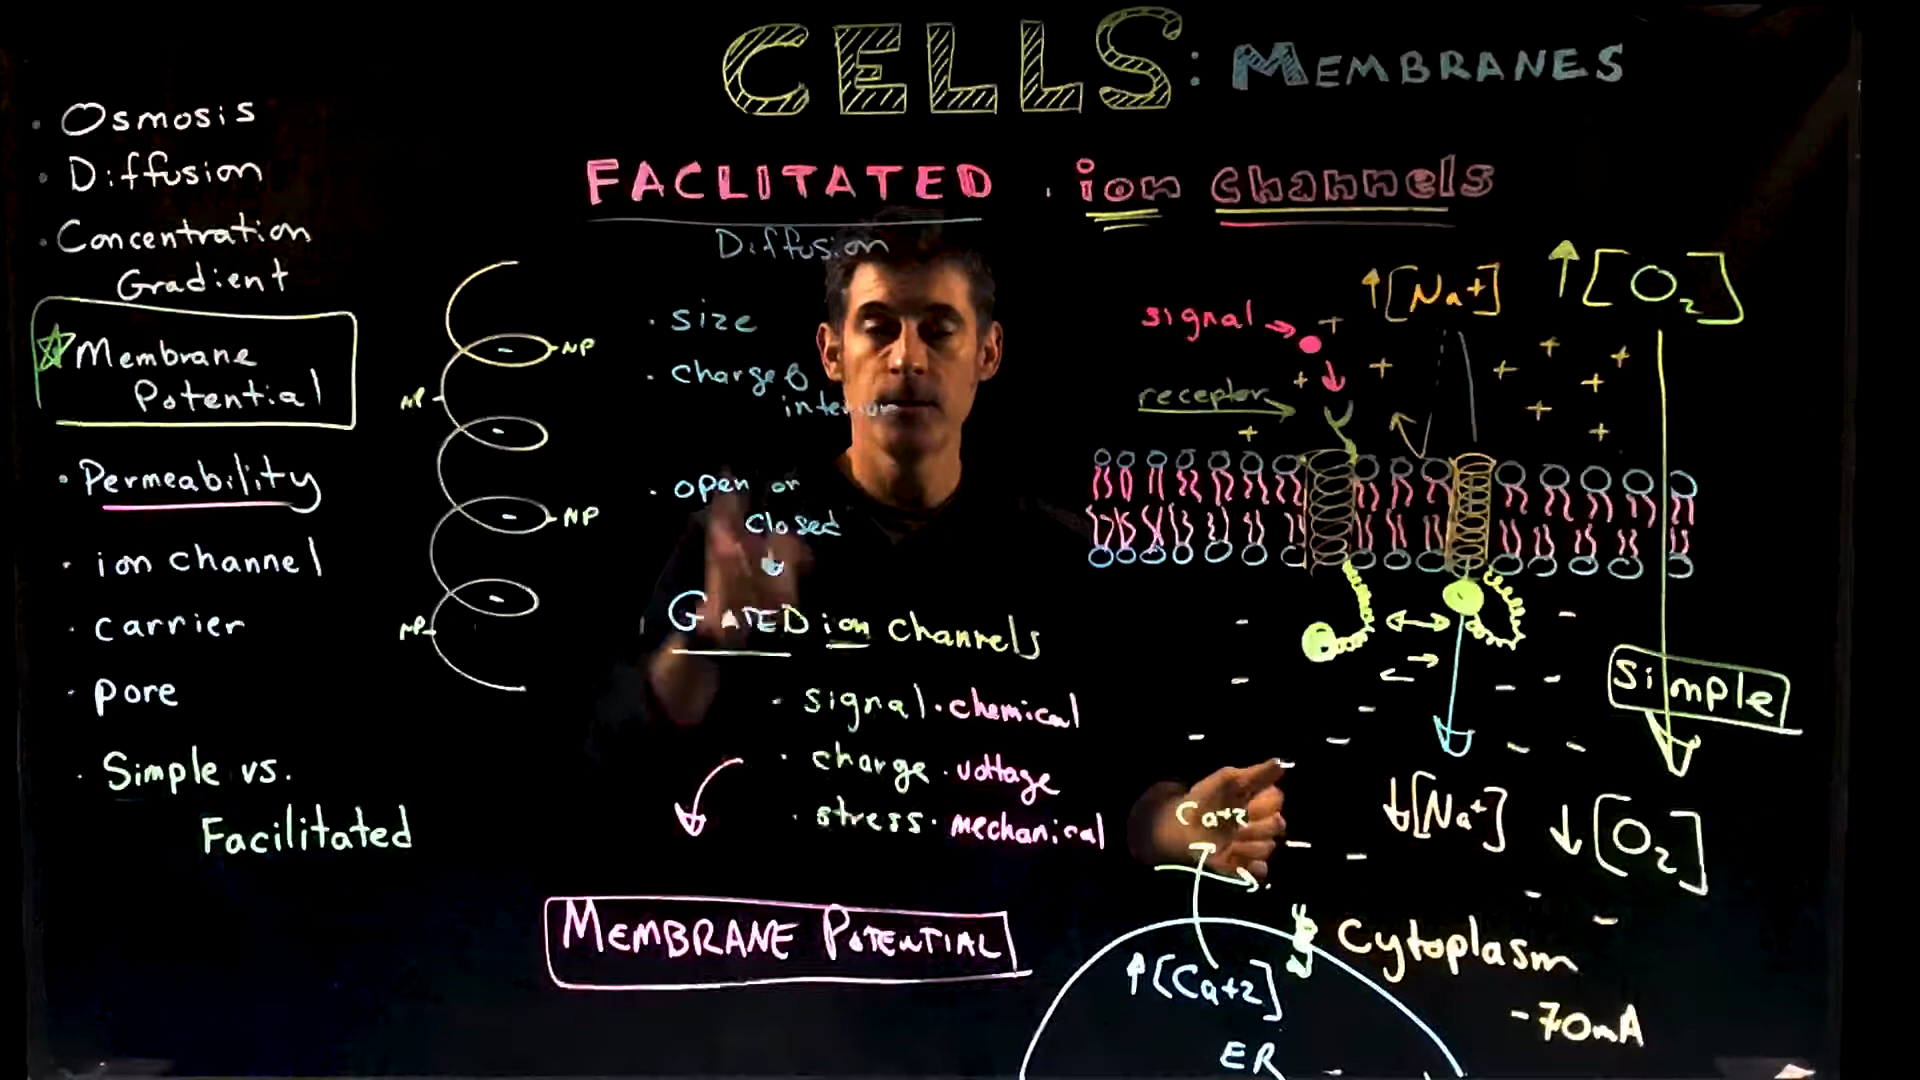 CELLS: MEMBRANES
• Osmosis
• Diffusion
• Concentration
Gradient
☆ Membrane
Potential
• Permeability
• ion channel
• carrier
• pore
• Simple vs.
Facilitated
FACLITATED • ion channels
Diffusion
• size
• charge
interior
• open or
closed
GATED ion channels
• signal • chemical
• charge • voltage
• stress • mechanical
MEMBRANE POTENTIAL
NP
NP
NP
NP
signal
receptor
↑[Na+]
↑[O2]
simple
↓[Na+]
↓[O2]
Ca+2
↑[Ca+2]
ER
Cytoplasm
-70mA